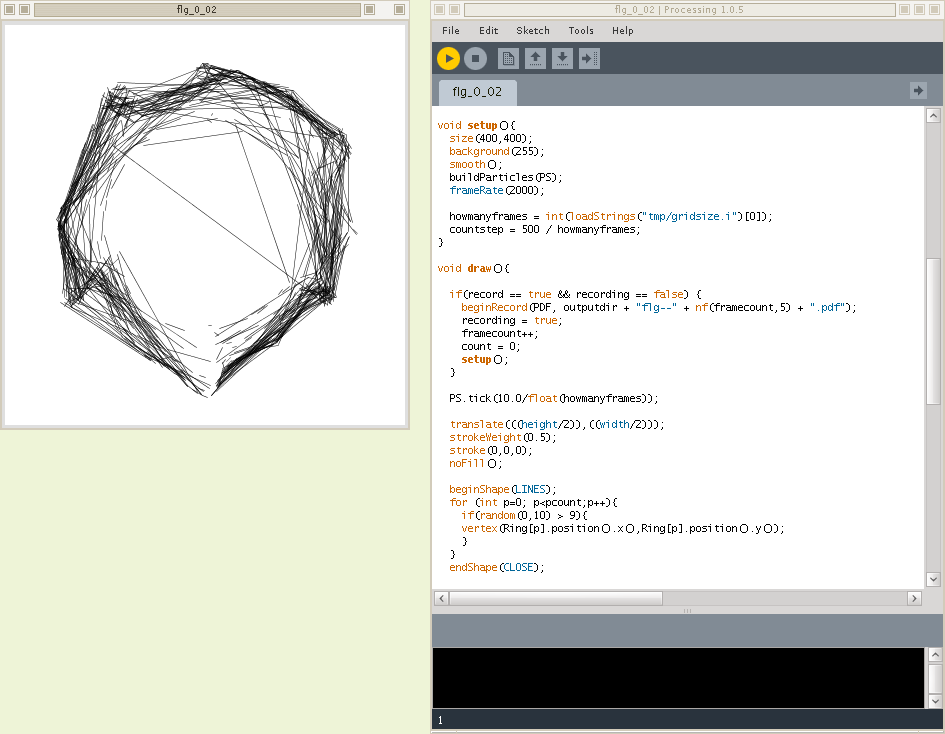 flg_0_02
flg_0_02 | Processing 1.0.5
File Edit Sketch Tools Help
flg_0_02
void setup(){
size(400,400);
background(255);
smooth();
buildParticles(PS);
frameRate(2000);
howmanyframes = int(loadStrings("tmp/gridsize.i")[0]);
countstep = 500 / howmanyframes;
}
void draw(){
if(record == true && recording == false) {
beginRecord(PDF, outputdir + "flg--" + nf(framecount,5) + ".pdf");
recording = true;
framecount++;
count = 0;
setup();
}
PS.tick(10.0/float(howmanyframes));
translate(((height/2)),((width/2)));
strokeWeight(0.5);
stroke(0,0,0);
noFill();
beginShape(LINES);
for (int p=0; p<pcount;p++){
if(random(0,10) > 9){
vertex(Ring[p].position().x(),Ring[p].position().y());
}
}
endShape(CLOSE);
1